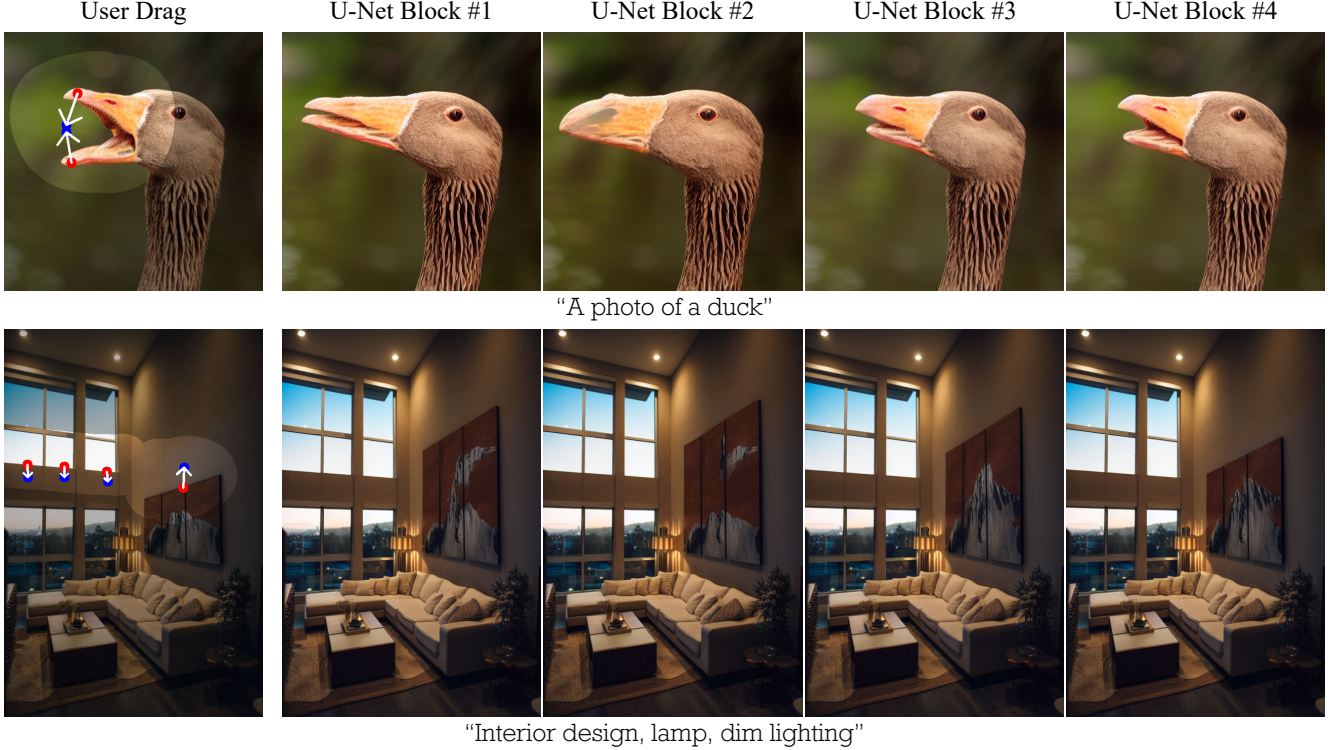 User Drag
U-Net Block #1
U-Net Block #2
U-Net Block #3
U-Net Block #4
“A photo of a duck”
“Interior design, lamp, dim lighting”